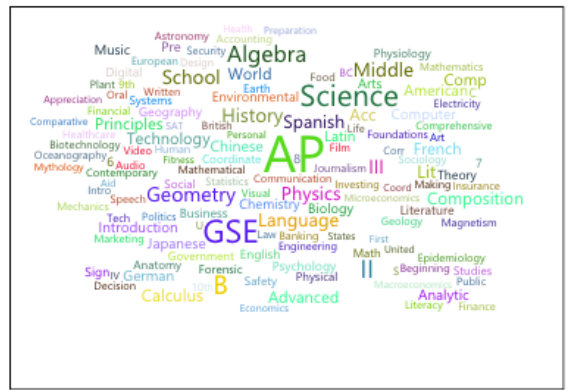 Health Preparation
Astronomy Accounting
Music Pre Security Algebra Physiology
European Design
Digital School World Food BC Middle Mathematics
Plant 9th Earth Arts Comp
Appreciation Oral Written Systems Environmental Science American
Electricity
Financial Geography History Spanish Acc Computer
Comparative Principles SAT British Life Comprehensive
Healthcare Technology Personal AP Latin Foundations Art
Biotechnology Video Human Chinese Film Corr French
Oceanography 6 Audio Fitness Coordinate 8 Journalism III Sociology 7
Mythology Contemporary Mathematical Communication Lit Theory
Aid Social Statistics Investing Coord Making Insurance
Intro Speech Geometry Visual Physics Microeconomics Composition
Mechanics Chemistry Biology Literature
Tech Politics Business Language Geology Magnetism
Introduction U GSE Law Banking States
Marketing Japanese Engineering First
Government English Math United Epidemiology
Sign IV German Anatomy Forensic Psychology II S Beginning Studies
Decision 10th B Safety Physical Macroeconomics Public
Calculus Advanced Analytic
Economics Literacy Finance